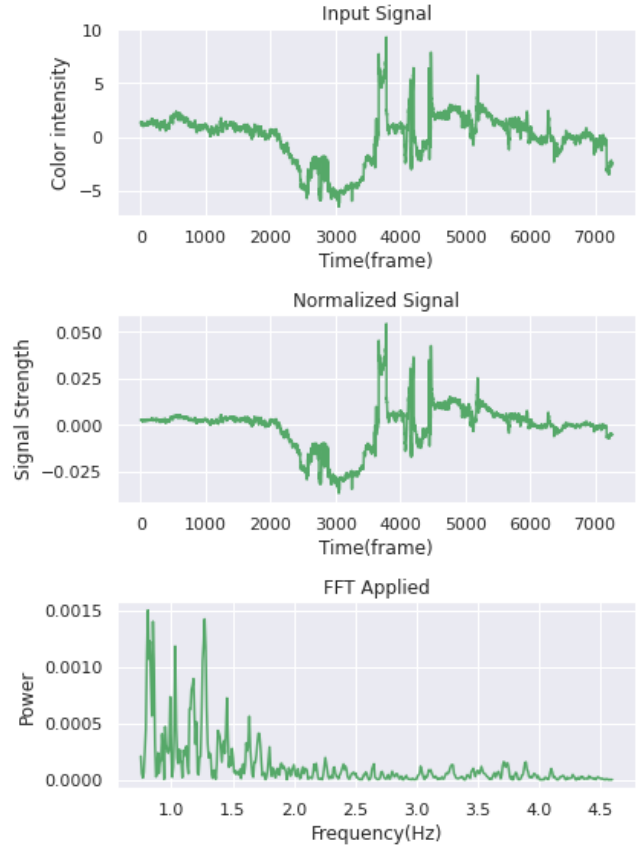 Input Signal
10
5
0
−5
Color intensity
0 1000 2000 3000 4000 5000 6000 7000
Time(frame)
Normalized Signal
0.050
0.025
0.000
−0.025
Signal Strength
0 1000 2000 3000 4000 5000 6000 7000
Time(frame)
FFT Applied
0.0015
0.0010
0.0005
0.0000
Power
1.0 1.5 2.0 2.5 3.0 3.5 4.0 4.5
Frequency(Hz)